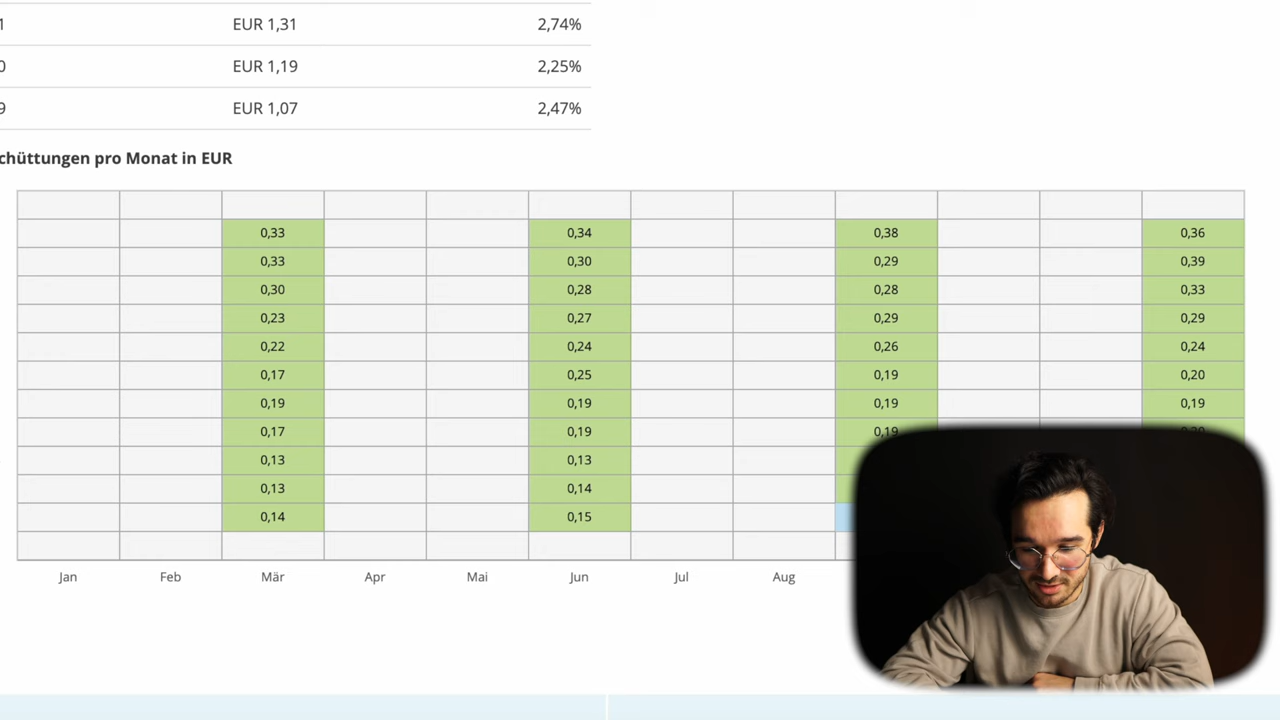 1 EUR 1,31 2,74%
0 EUR 1,19 2,25%
9 EUR 1,07 2,47%
chüttungen pro Monat in EUR
0,33 0,34 0,38 0,36
0,33 0,30 0,29 0,39
0,30 0,28 0,28 0,33
0,23 0,27 0,29 0,29
0,22 0,24 0,26 0,24
0,17 0,25 0,19 0,20
0,19 0,19 0,19 0,19
0,17 0,19 0,19
0,13 0,13
0,13 0,14
0,14 0,15
Jan Feb Mär Apr Mai Jun Jul Aug